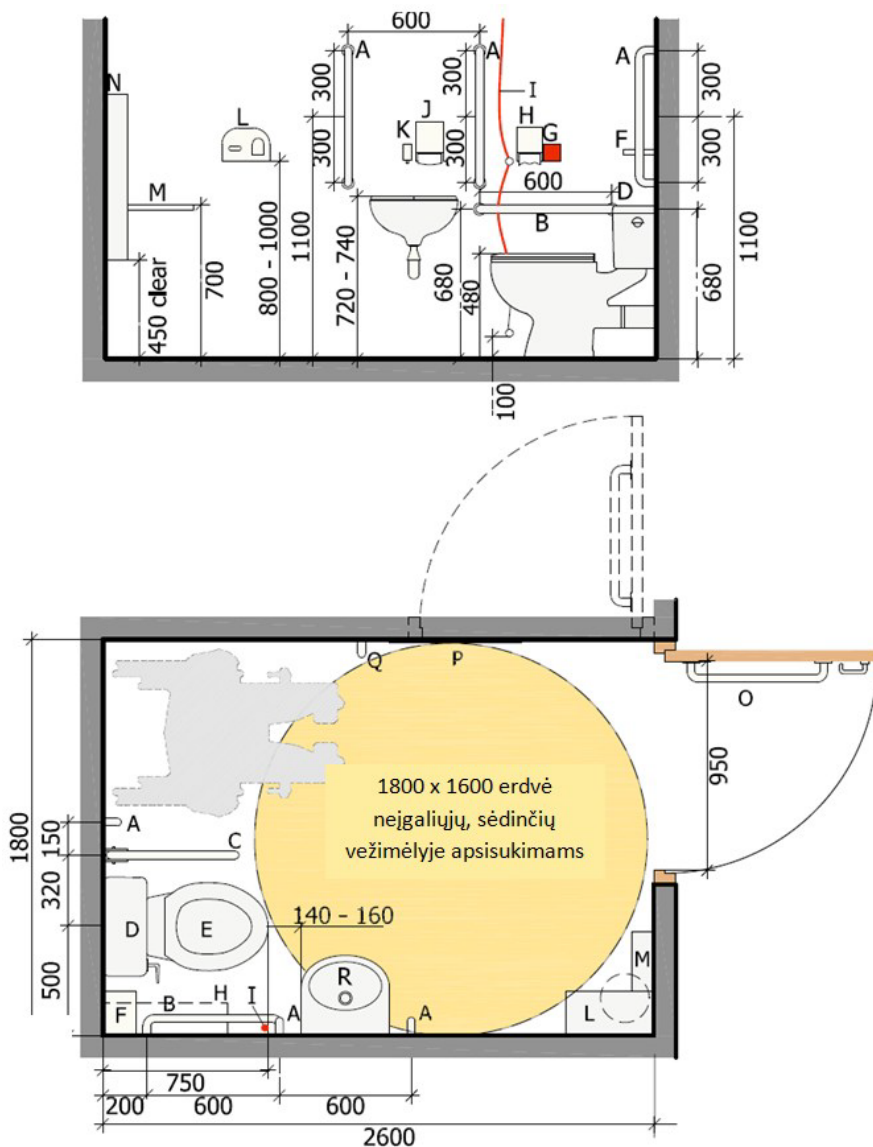 600
A
A
A
300
300
300
N
I
J
H
L
K
G
F
300
300
300
600
D
M
B
450 clear
700
800 - 1000
1100
720 - 740
680
480
680
1100
100
Q
P
O
950
1800 x 1600 erdvė
neįgaliųjų, sėdinčių
vežimėlyje apsisukimams
1800
150
A
C
320
140 - 160
D
E
500
R
M
F
B
H
I
A
A
L
750
200
600
600
2600